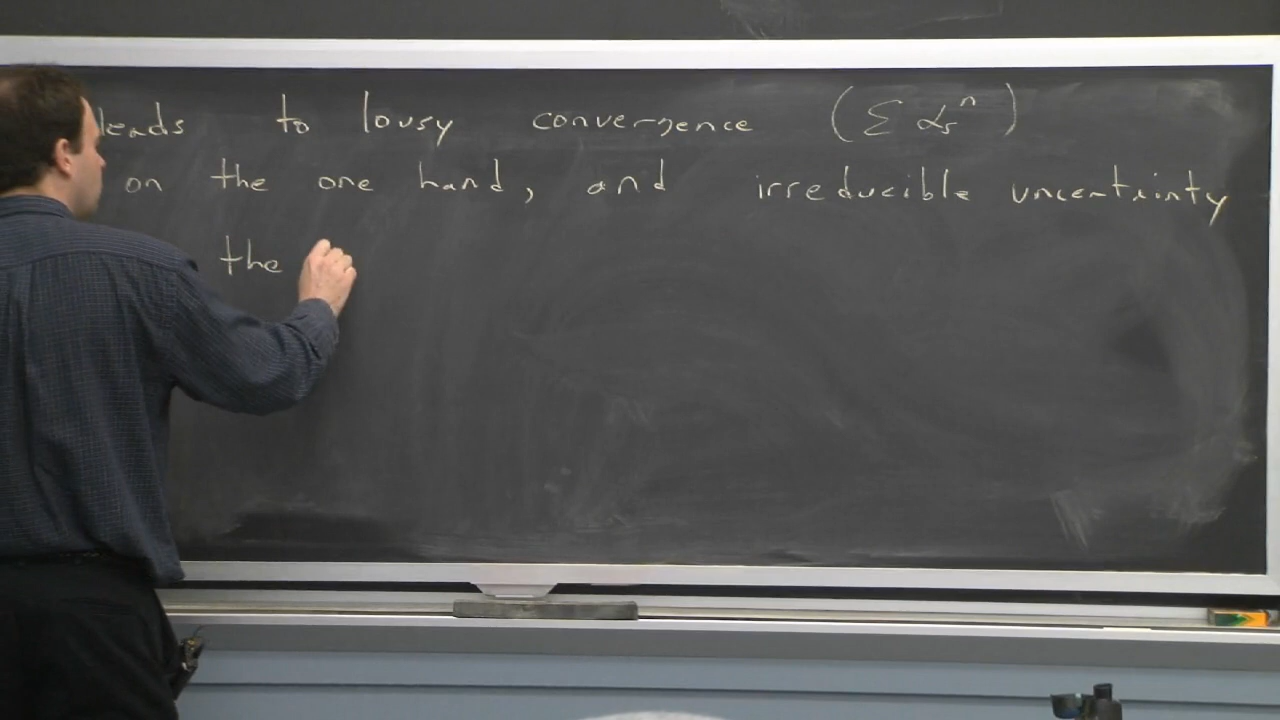 leads to lousy convergence (Σ αsⁿ)
on the one hand, and irreducible uncertainty
the